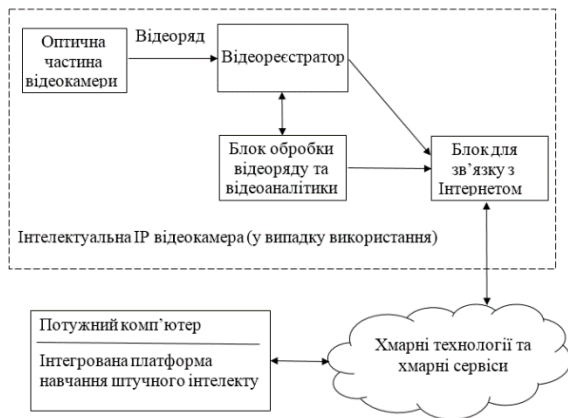 Оптична
частина
відеокамери
Відеоряд
Відеореєстратор
Блок обробки
відеоряду та
відеоаналітики
Блок для
зв’язку з
Інтернетом
Інтелектуальна IP відеокамера (у випадку використання)
Потужний комп’ютер
Інтегрована платформа
навчання штучного інтелекту
Хмарні технології та
хмарні сервіси